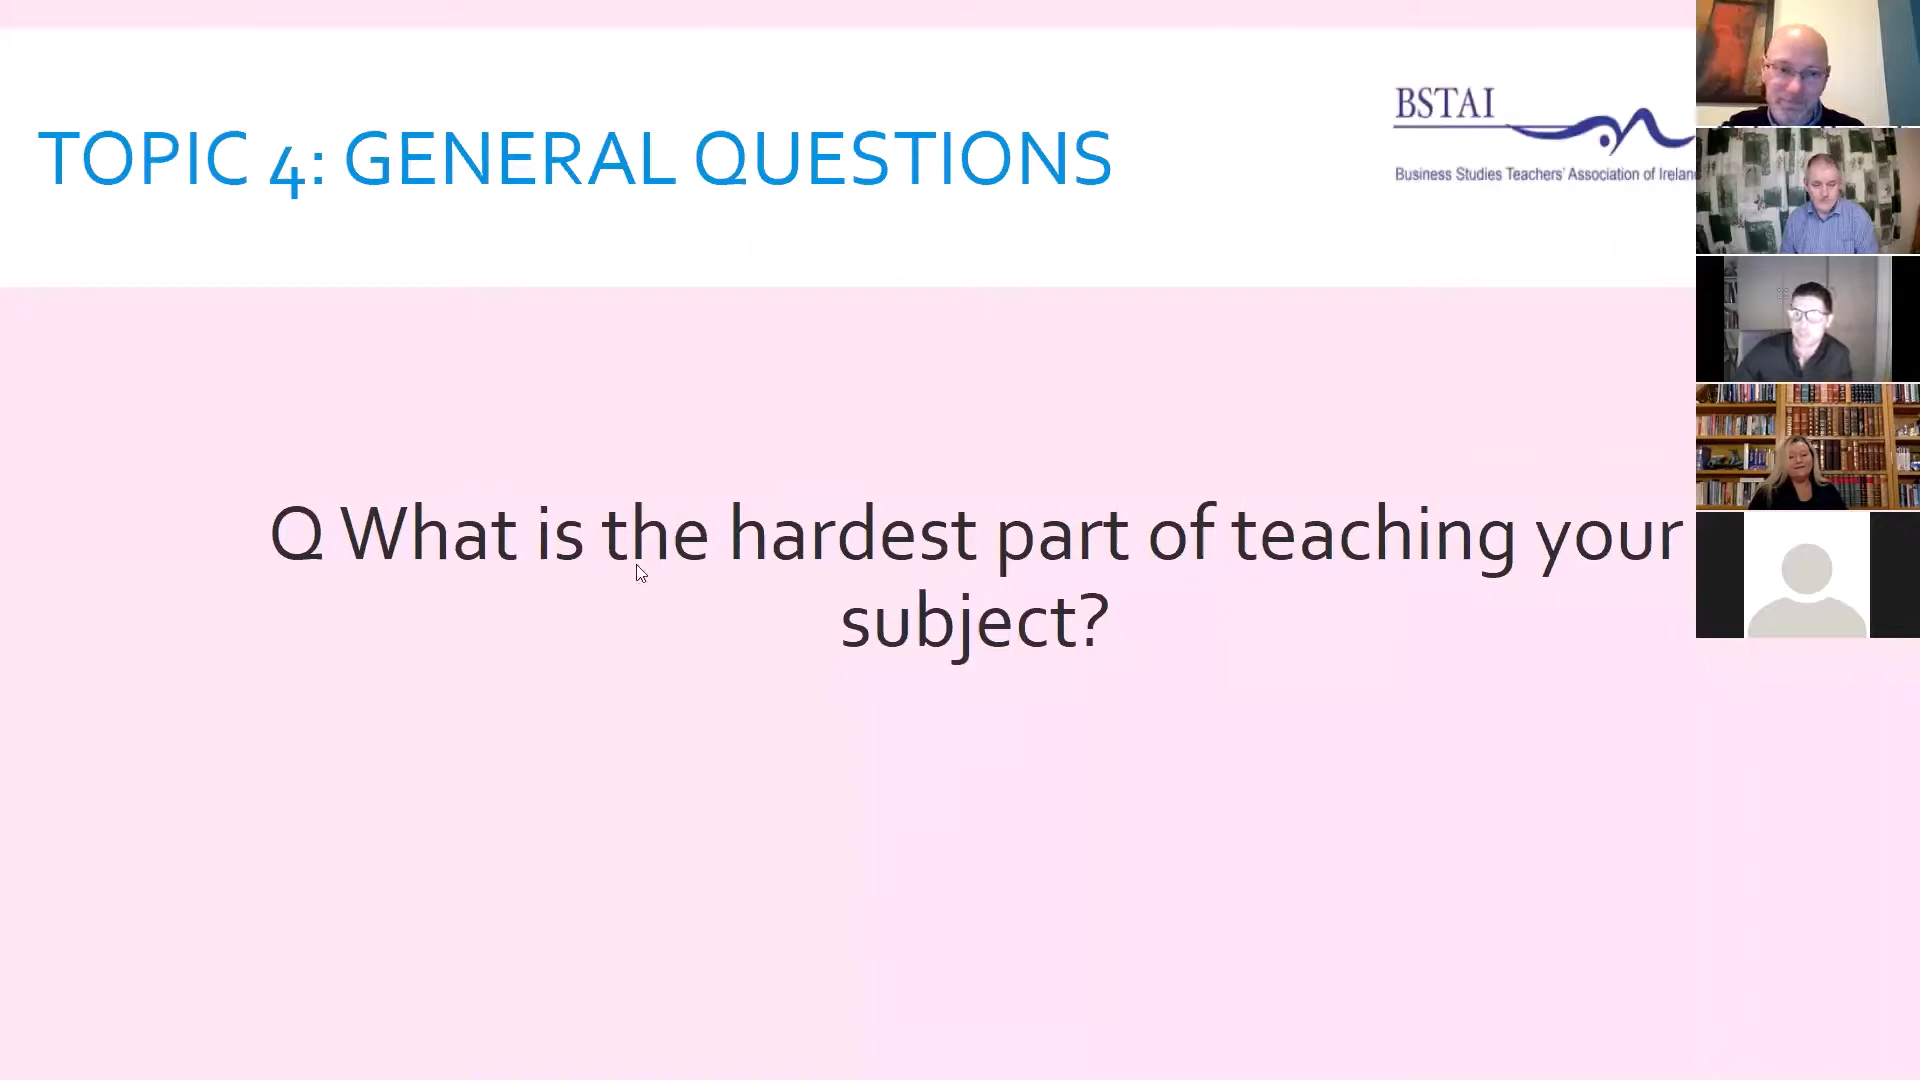 TOPIC 4: GENERAL QUESTIONS
BSTAI
Business Studies Teachers' Association of Irelan
Q What is the hardest part of teaching your
subject?